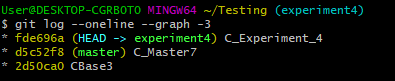 User@DESKTOP-CGRBOTO MINGW64 ~/Testing (experiment4)
$ git log --oneline --graph -3
* fde696a (HEAD -> experiment4) C_Experiment_4
* d5c52f8 (master) C_Master7
* 2d50ca0 CBase3